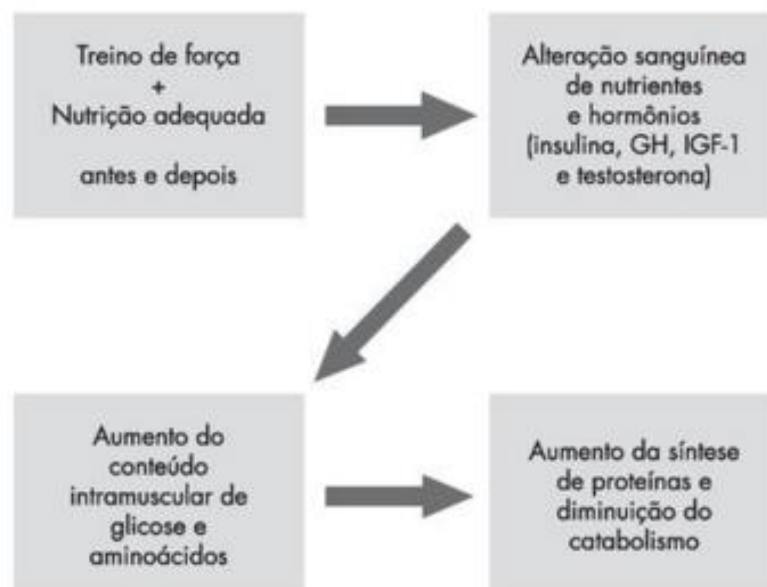 Treino de força
+
Nutrição adequada
antes e depois
Alteração sanguínea
de nutrientes
e hormônios
(insulina, GH, IGF-1
e testosterona)
Aumento do
conteúdo
intramuscular de
glicose e
aminoácidos
Aumento da síntese
de proteínas e
diminuição do
catabolismo